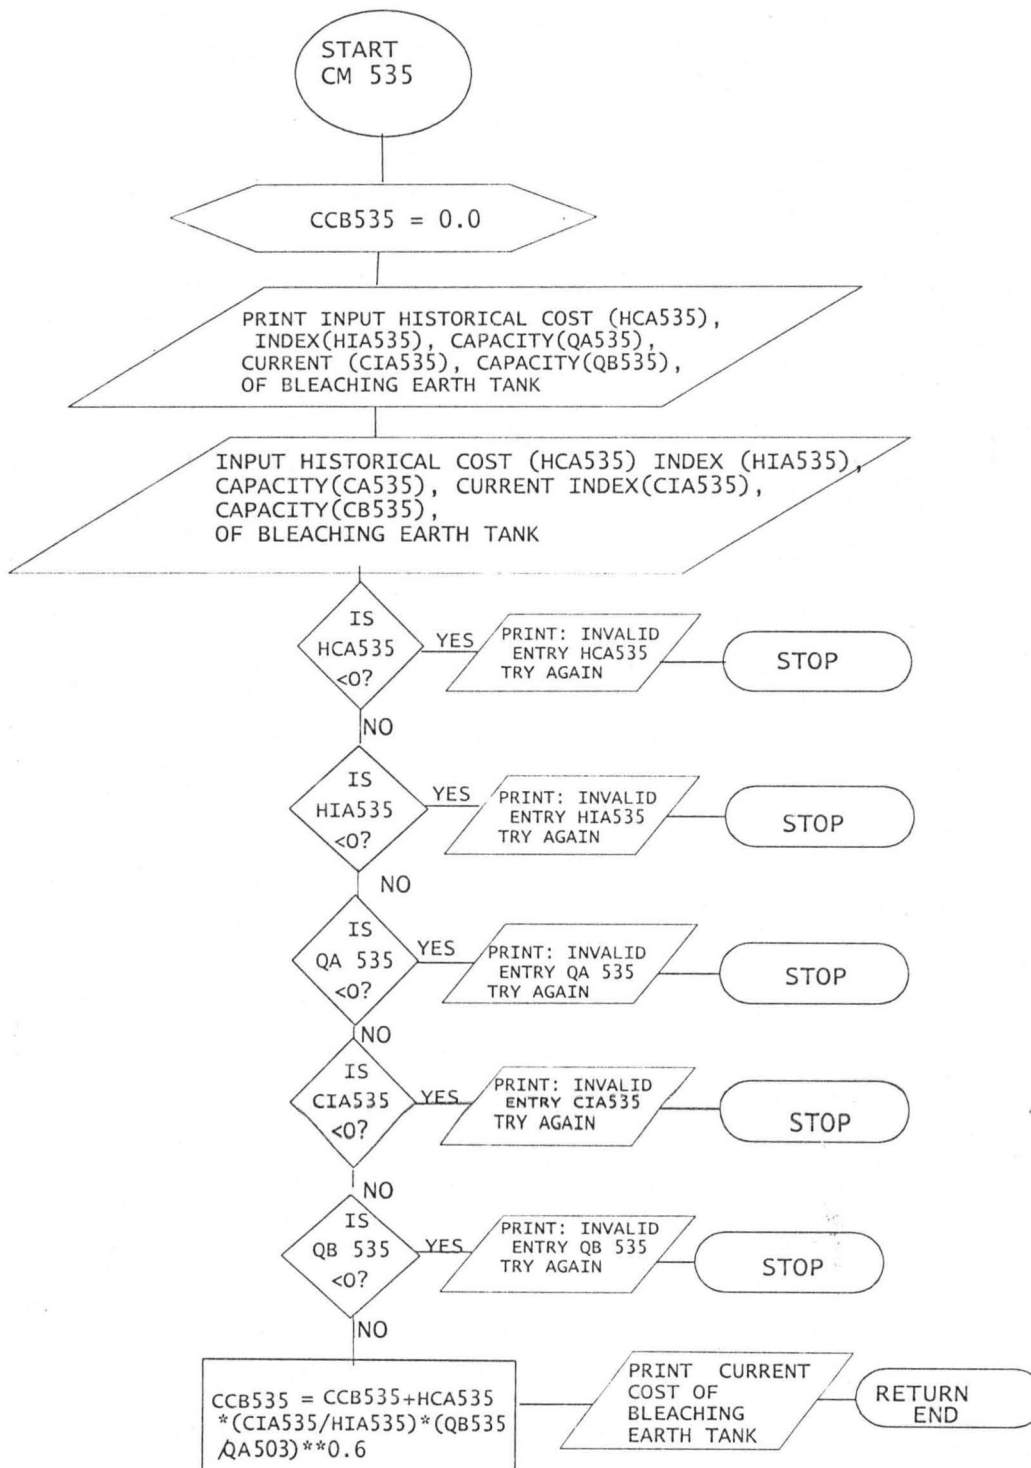 START
CM 535
CCB535 = 0.0
PRINT INPUT HISTORICAL COST (HCA535),
INDEX(HIA535), CAPACITY(QA535),
CURRENT (CIA535), CAPACITY(QB535),
OF BLEACHING EARTH TANK
INPUT HISTORICAL COST (HCA535) INDEX (HIA535),
CAPACITY(CA535), CURRENT INDEX(CIA535),
CAPACITY(CB535),
OF BLEACHING EARTH TANK
IS
HCA535
<0?
YES
PRINT: INVALID
ENTRY HCA535
TRY AGAIN
STOP
NO
IS
HIA535
<0?
YES
PRINT: INVALID
ENTRY HIA535
TRY AGAIN
STOP
NO
IS
QA 535
<0?
YES
PRINT: INVALID
ENTRY QA 535
TRY AGAIN
STOP
NO
IS
CIA535
<0?
YES
PRINT: INVALID
ENTRY CIA535
TRY AGAIN
STOP
NO
IS
QB 535
<0?
YES
PRINT: INVALID
ENTRY QB 535
TRY AGAIN
STOP
NO
CCB535 = CCB535+HCA535
*(CIA535/HIA535)*(QB535
/QA503)**0.6
PRINT CURRENT
COST OF
BLEACHING
EARTH TANK
RETURN
END